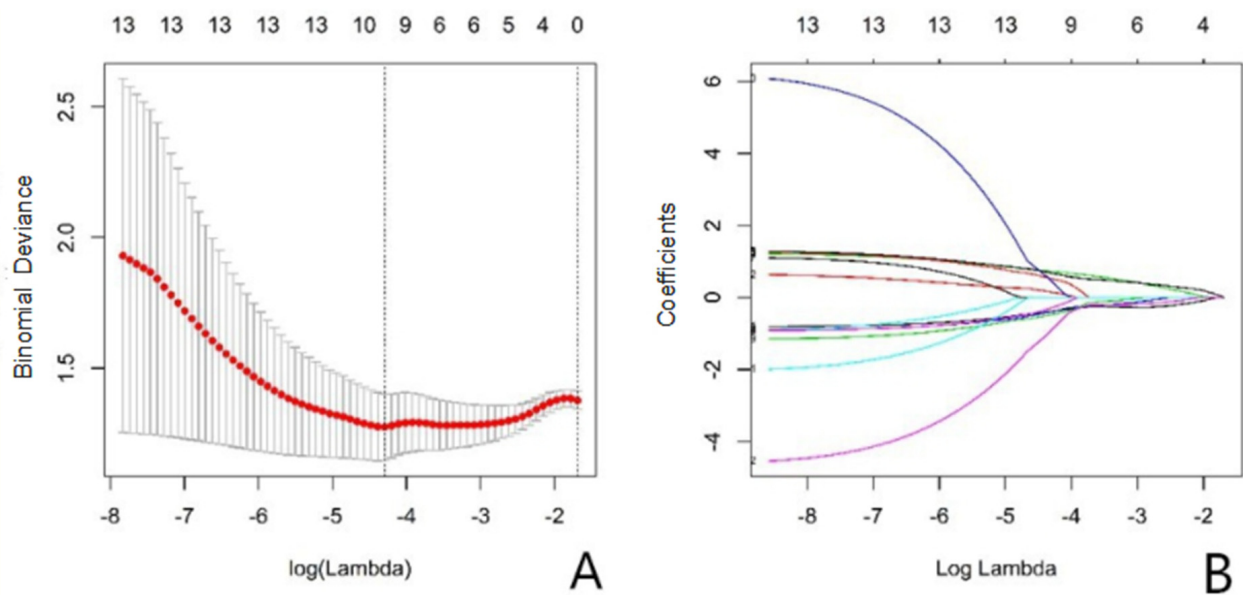 13 13 13 13 10 9 6 6 5 4 0
2.5
2.0
1.5
Binomial Deviance
-8 -7 -6 -5 -4 -3 -2
log(Lambda)
A
13 13 13 13 9 6 4
6
4
2
0
-2
-4
Coefficients
-8 -7 -6 -5 -4 -3 -2
Log Lambda
B